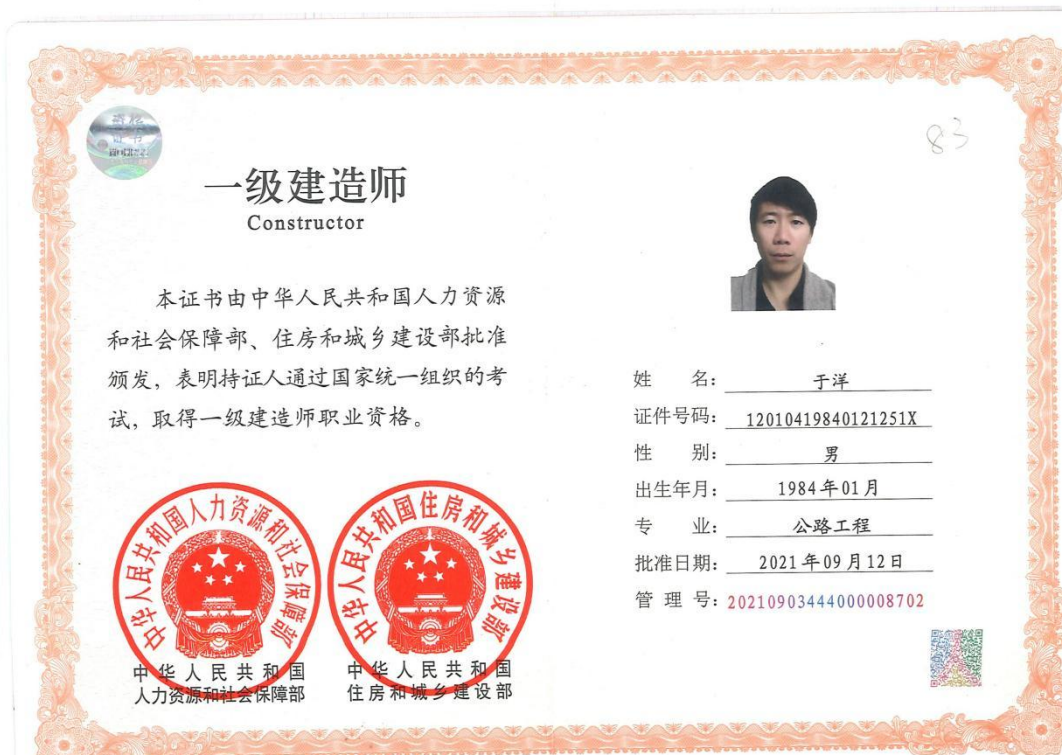 83
一级建造师
Constructor
本证书由中华人民共和国人力资源
和社会保障部、住房和城乡建设部批准
颁发，表明持证人通过国家统一组织的考
试，取得一级建造师职业资格。
姓 名： 于洋
证件号码： 12010419840121251X
性 别： 男
出生年月： 1984年01月
专 业： 公路工程
批准日期： 2021年09月12日
管 理 号： 20210903444000008702
中华人民共和国人力资源和社会保障部
中华人民共和国住房和城乡建设部
中华人民共和国
人力资源和社会保障部
中华人民共和国
住房和城乡建设部